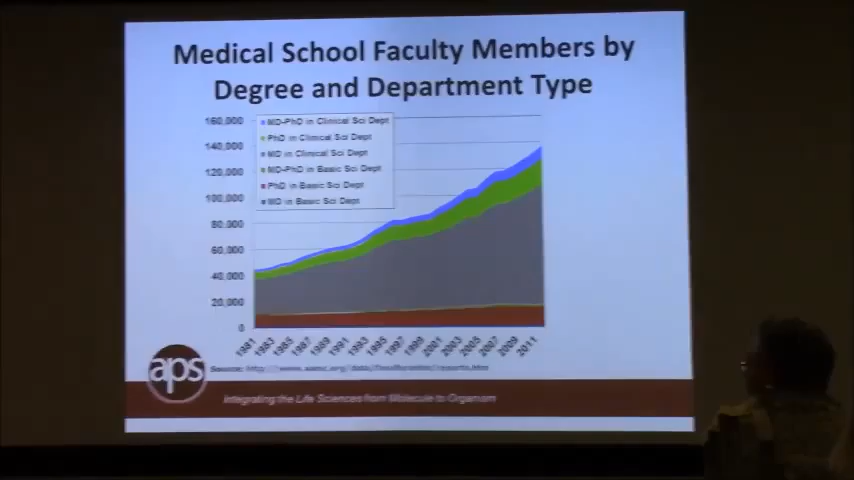 Medical School Faculty Members by
Degree and Department Type
160,000
140,000
120,000
100,000
80,000
60,000
40,000
20,000
0
MD-PhD in Clinical Sci Dept
PhD in Clinical Sci Dept
MD in Clinical Sci Dept
MD-PhD in Basic Sci Dept
PhD in Basic Sci Dept
MD in Basic Sci Dept
1981 1983 1985 1987 1989 1991 1993 1995 1997 1999 2001 2003 2005 2007 2009 2011
aps
Source: http://www.aamc.org/data/
Integrating the Life Sciences from Molecule to Organism